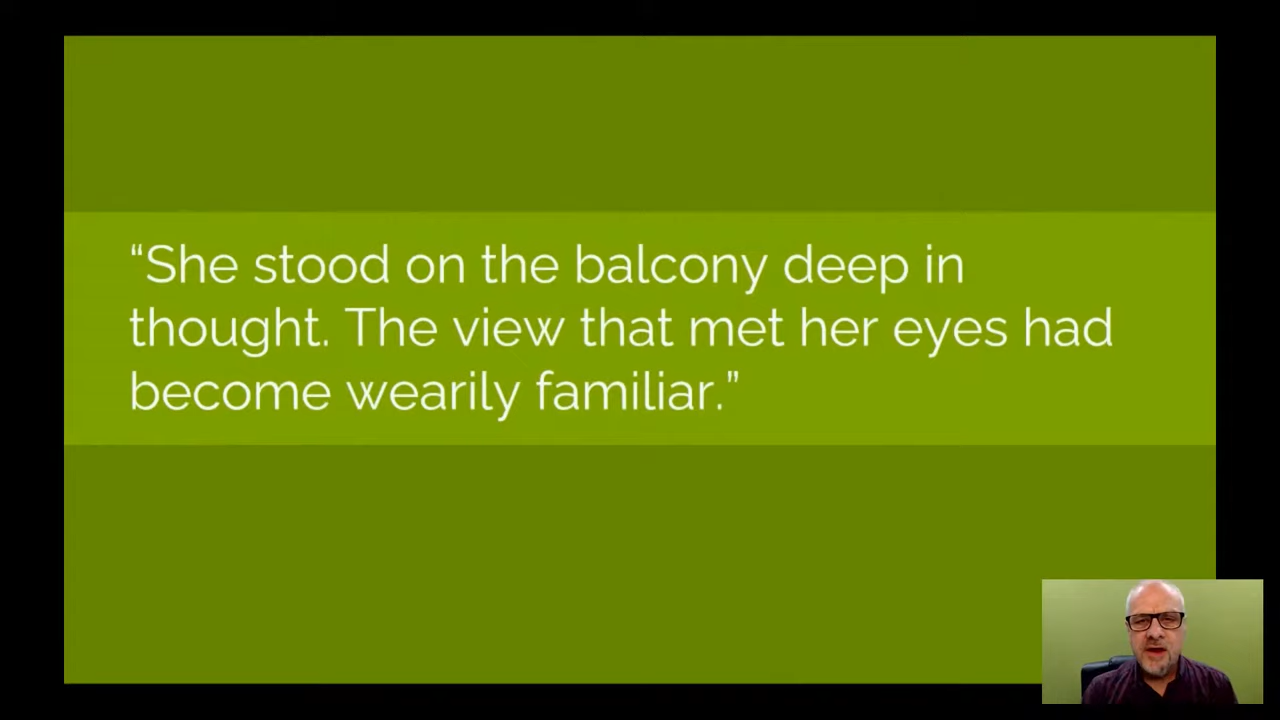 “She stood on the balcony deep in
thought. The view that met her eyes had
become wearily familiar.”